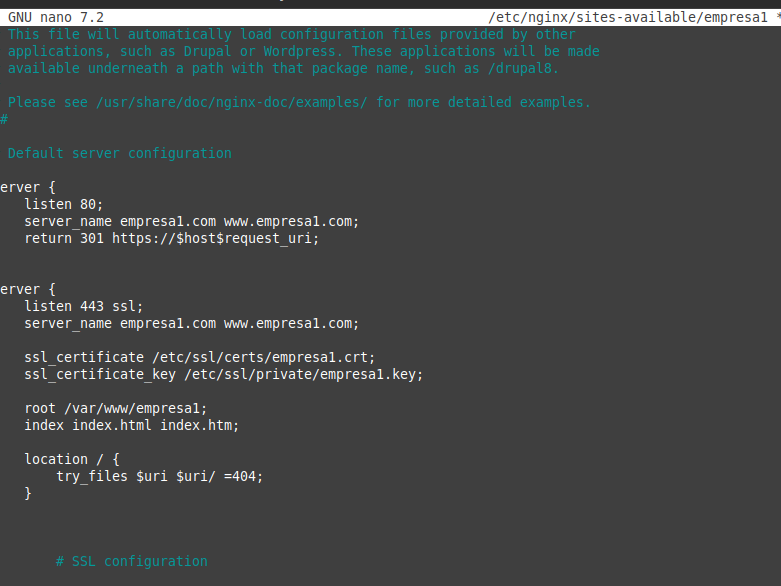 GNU nano 7.2 /etc/nginx/sites-available/empresa1 *
This file will automatically load configuration files provided by other
applications, such as Drupal or Wordpress. These applications will be made
available underneath a path with that package name, such as /drupal8.
Please see /usr/share/doc/nginx-doc/examples/ for more detailed examples.
#
Default server configuration
erver {
listen 80;
server_name empresa1.com www.empresa1.com;
return 301 https://$host$request_uri;
erver {
listen 443 ssl;
server_name empresa1.com www.empresa1.com;
ssl_certificate /etc/ssl/certs/empresa1.crt;
ssl_certificate_key /etc/ssl/private/empresa1.key;
root /var/www/empresa1;
index index.html index.htm;
location / {
try_files $uri $uri/ =404;
}
# SSL configuration